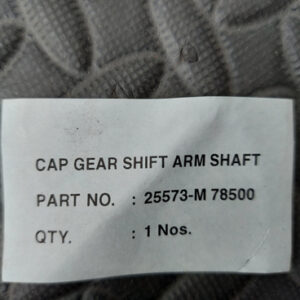 CAP GEAR SHIFT ARM SHAFT
PART NO. : 25573-M 78500
QTY. : 1 Nos.